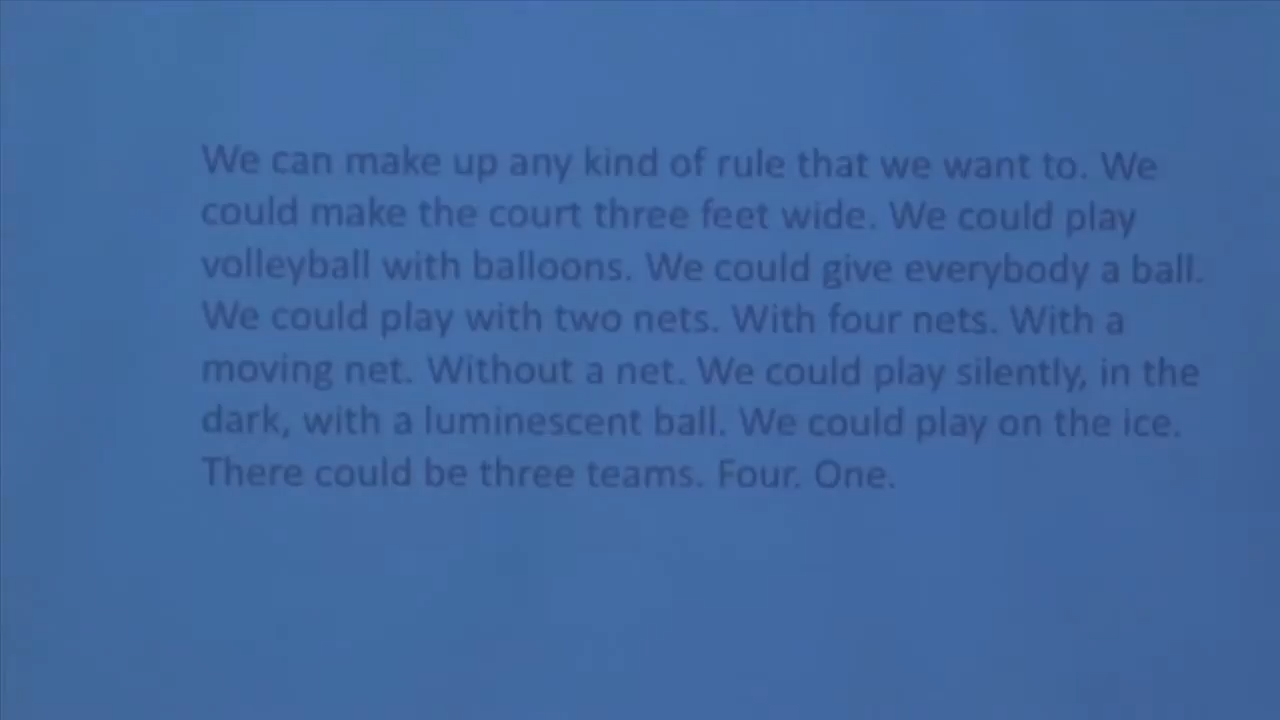 We can make up any kind of rule that we want to. We
could make the court three feet wide. We could play
volleyball with balloons. We could give everybody a ball.
We could play with two nets. With four nets. With a
moving net. Without a net. We could play silently, in the
dark, with a luminescent ball. We could play on the ice.
There could be three teams. Four. One.